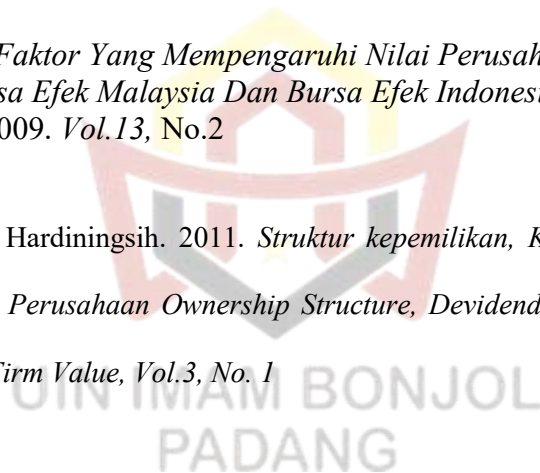 Faktor Yang Mempengaruhi Nilai Perusah
sa Efek Malaysia Dan Bursa Efek Indonesi
009. Vol.13, No.2
Hardiningsih. 2011. Struktur kepemilikan, K
Perusahaan Ownership Structure, Devidend
Firm Value, Vol.3, No. 1
UIN IMAM BONJOL
PADANG